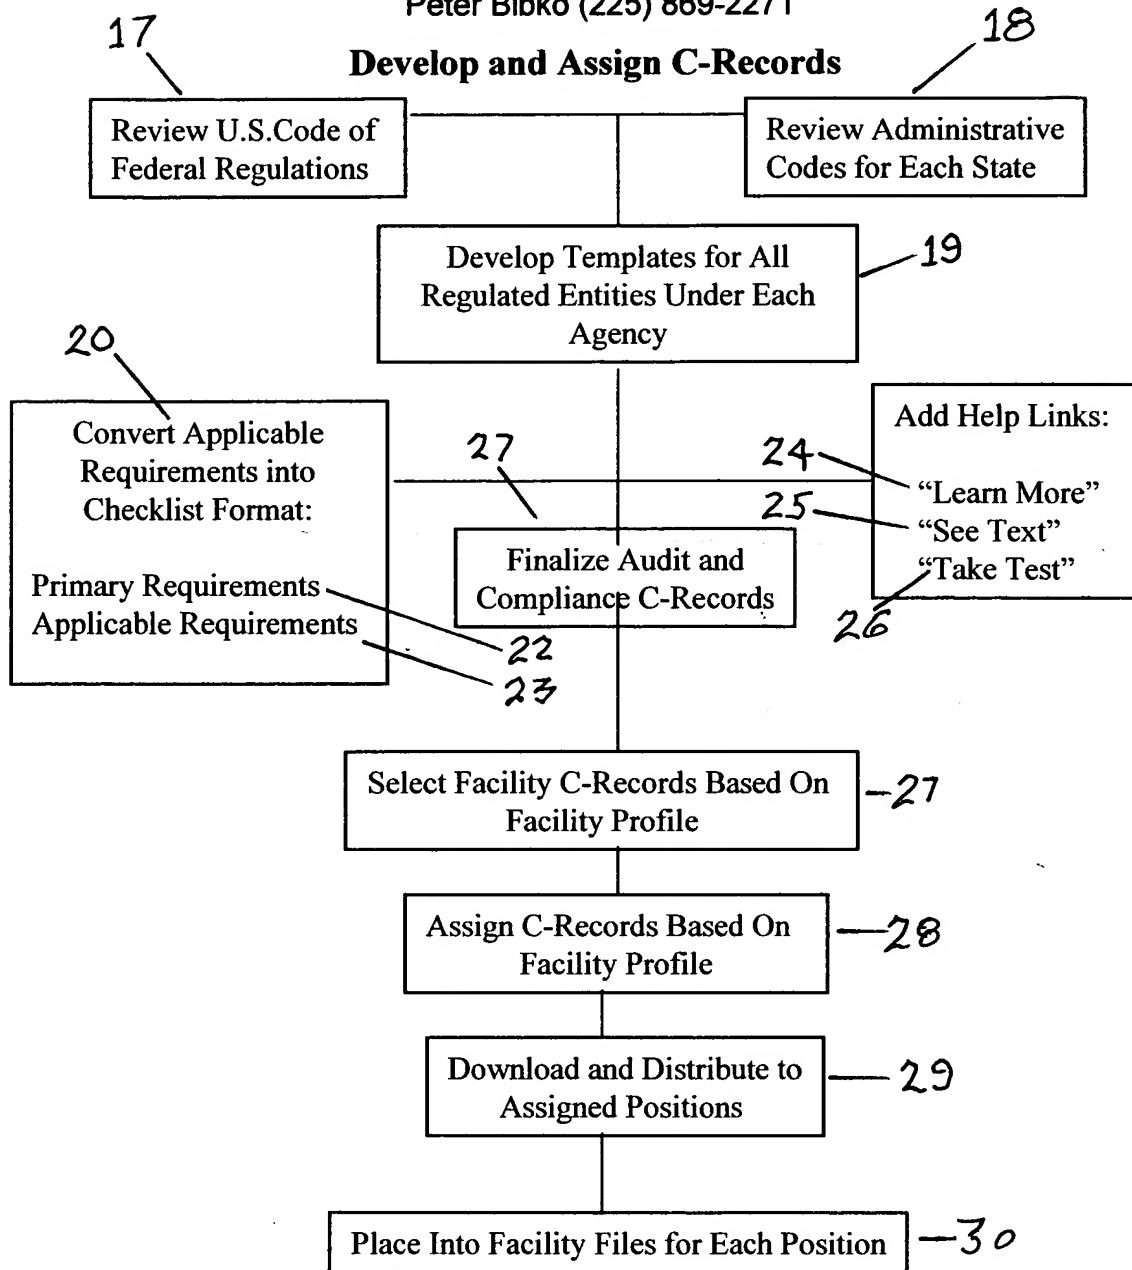 Peter Bibko (225) 869-2271
17
18
Develop and Assign C-Records
Review U.S.Code of
Federal Regulations
Review Administrative
Codes for Each State
Develop Templates for All
Regulated Entities Under Each
Agency
19
20
Convert Applicable
Requirements into
Checklist Format:
Primary Requirements
Applicable Requirements
22
23
27
Finalize Audit and
Compliance C-Records
Add Help Links:
24
"Learn More"
25
"See Text"
"Take Test"
26
Select Facility C-Records Based On
Facility Profile
27
Assign C-Records Based On
Facility Profile
28
Download and Distribute to
Assigned Positions
29
Place Into Facility Files for Each Position
30